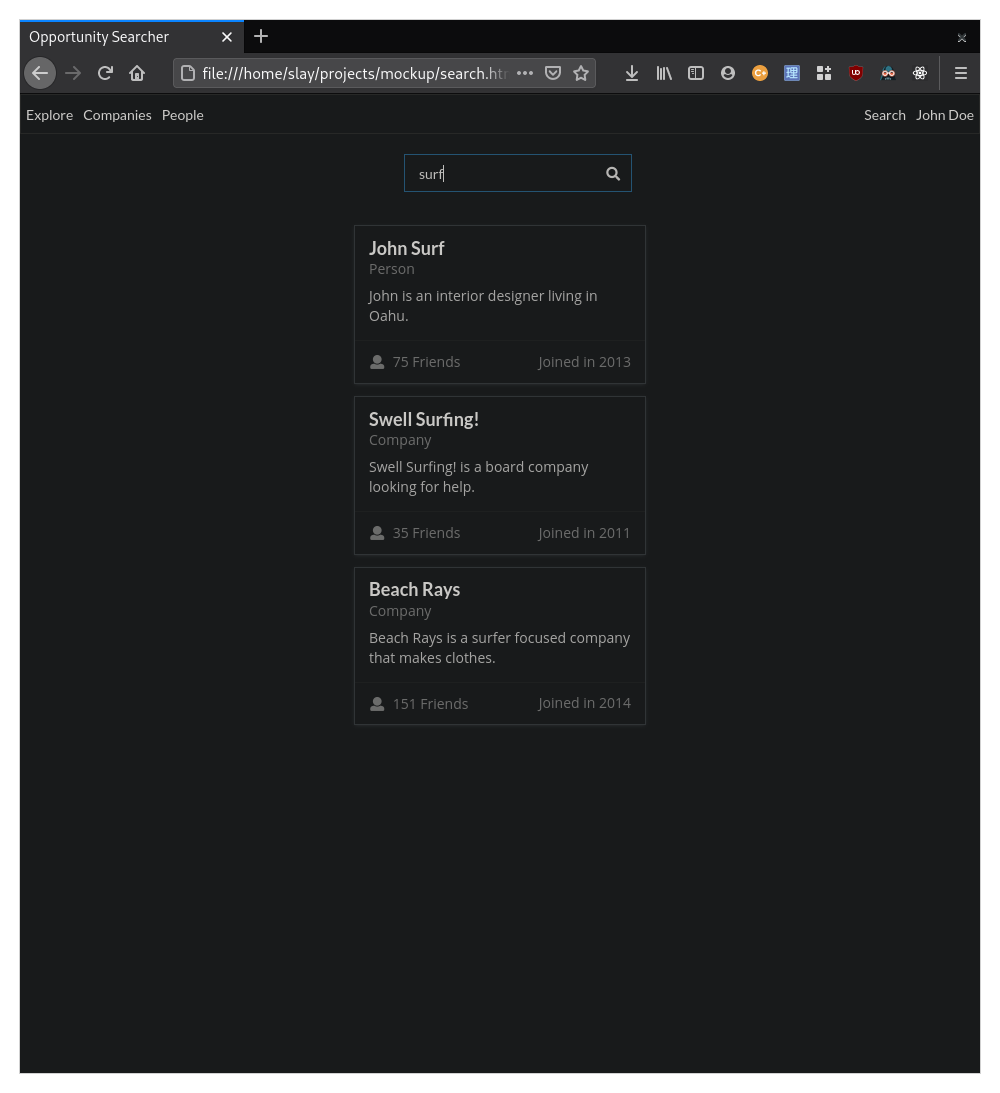 Opportunity Searcher
file:///home/slay/projects/mockup/search.ht
Explore Companies People Search John Doe
surf
John Surf
Person
John is an interior designer living in
Oahu.
75 Friends Joined in 2013
Swell Surfing!
Company
Swell Surfing! is a board company
looking for help.
35 Friends Joined in 2011
Beach Rays
Company
Beach Rays is a surfer focused company
that makes clothes.
151 Friends Joined in 2014